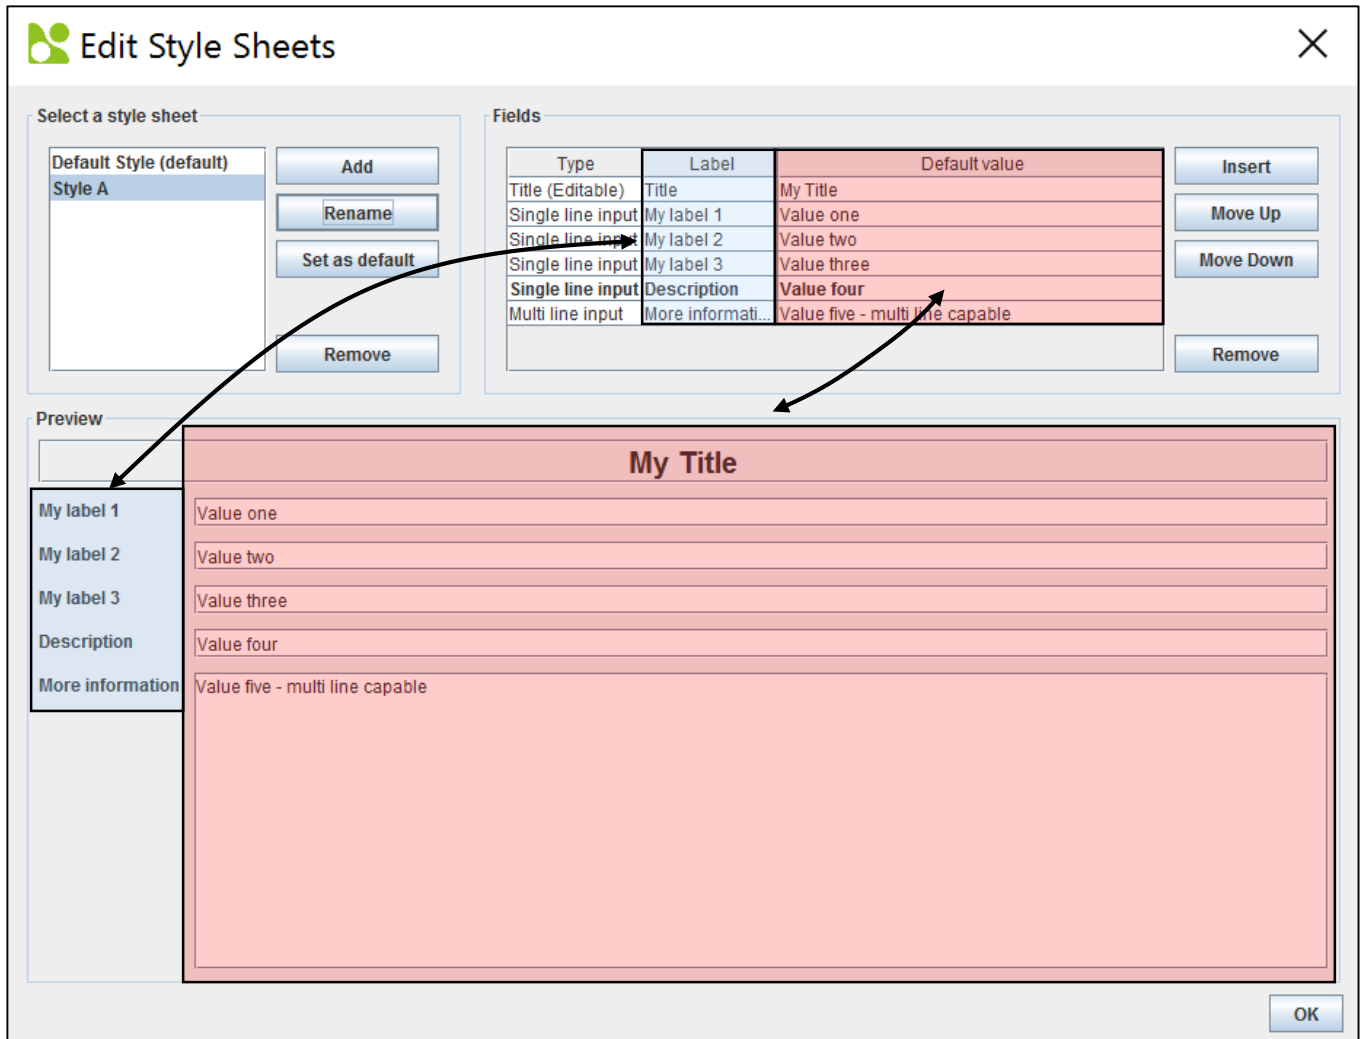 Edit Style Sheets
Select a style sheet
Default Style (default)
Style A
Add
Rename
Set as default
Remove
Fields
Type Label Default value
Title (Editable) Title My Title
Single line input My label 1 Value one
Single line input My label 2 Value two
Single line input My label 3 Value three
Single line input Description Value four
Multi line input More informati... Value five - multi line capable
Insert
Move Up
Move Down
Remove
Preview
My Title
My label 1 Value one
My label 2 Value two
My label 3 Value three
Description Value four
More information Value five - multi line capable
OK